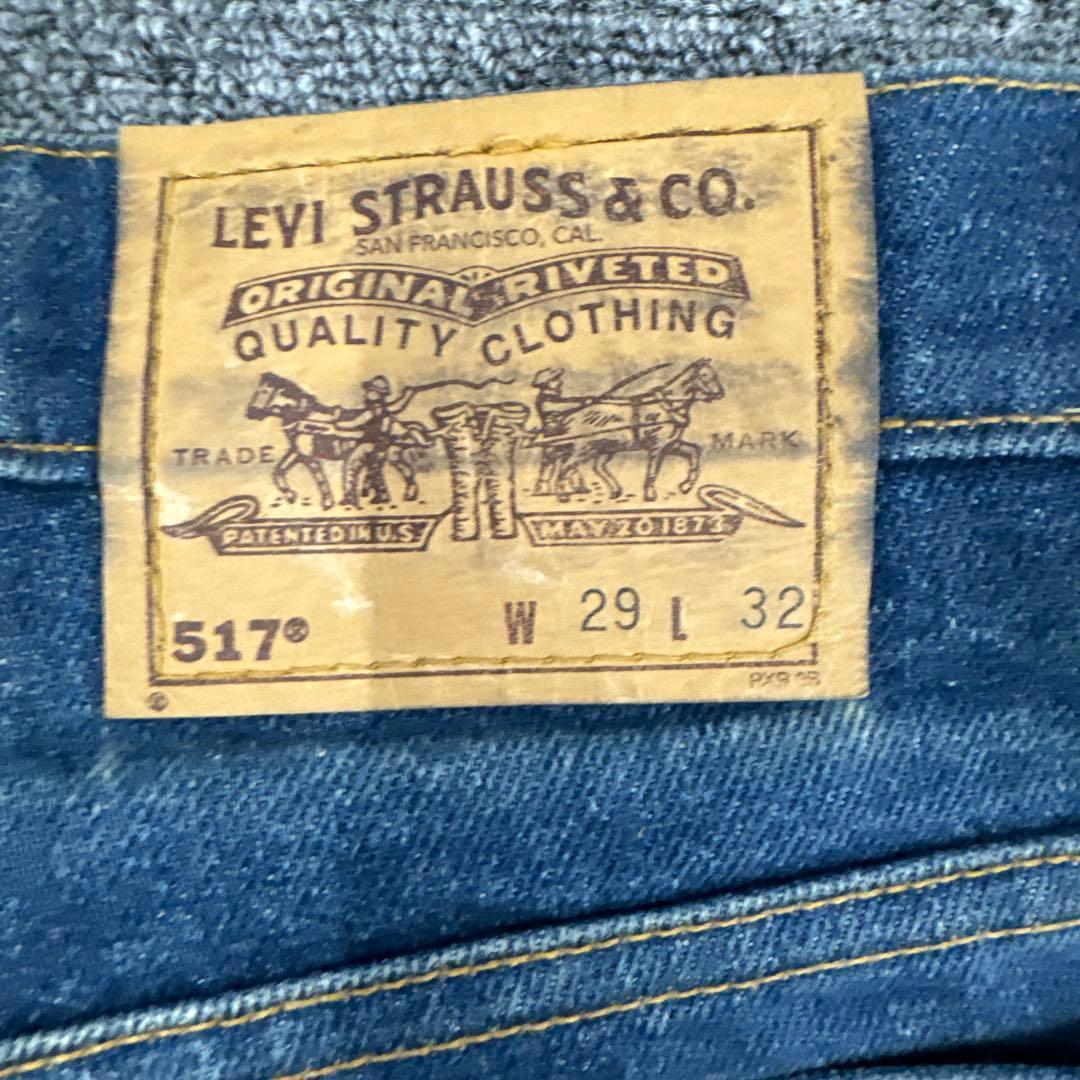 LEVI STRAUSS & CO.
SAN FRANCISCO, CAL.
ORIGINAL RIVETED
QUALITY CLOTHING
TRADE MARK
PATENTED IN U.S. MAY 20 1873
517® W 29 L 32
®